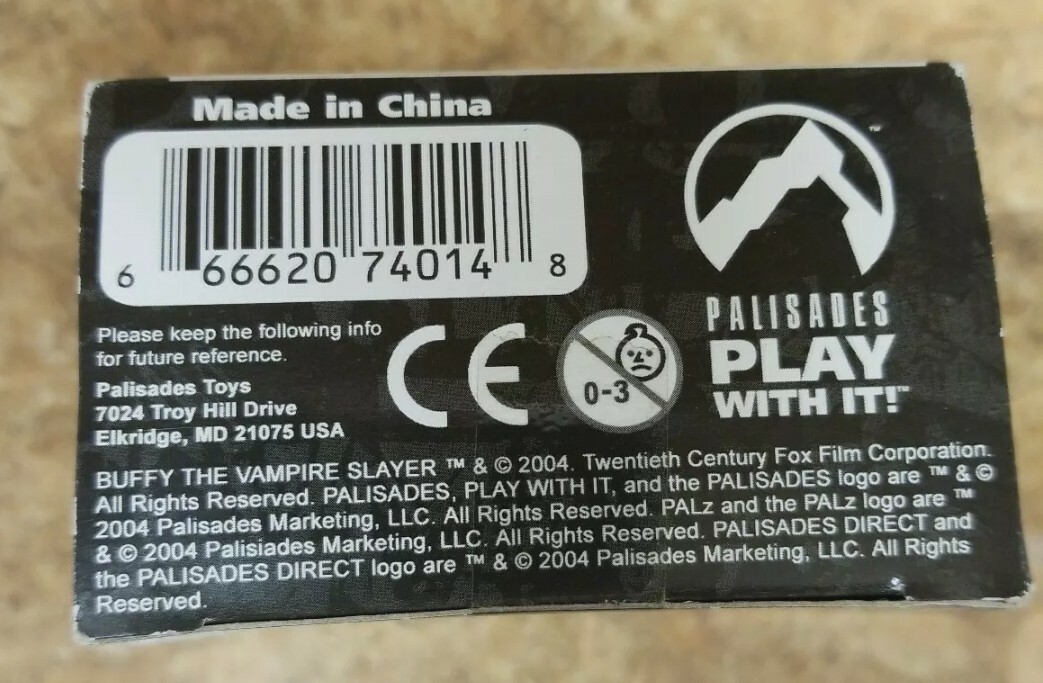 Made in China
6 66620 74014 8
™
PALISADES
PLAY
WITH IT!™
Please keep the following info
for future reference.
Palisades Toys
7024 Troy Hill Drive
Elkridge, MD 21075 USA
CE
0-3
BUFFY THE VAMPIRE SLAYER ™ & © 2004. Twentieth Century Fox Film Corporation.
All Rights Reserved. PALISADES, PLAY WITH IT, and the PALISADES logo are ™ & ©
2004 Palisades Marketing, LLC. All Rights Reserved. PALz and the PALz logo are ™
& © 2004 Palisiades Marketing, LLC. All Rights Reserved. PALISADES DIRECT and
the PALISADES DIRECT logo are ™ & © 2004 Palisades Marketing, LLC. All Rights
Reserved.